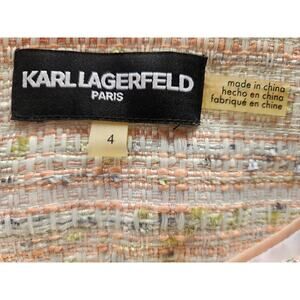 KARL LAGERFELD
PARIS
4
made in china
hecho en china
fabriqué en chine